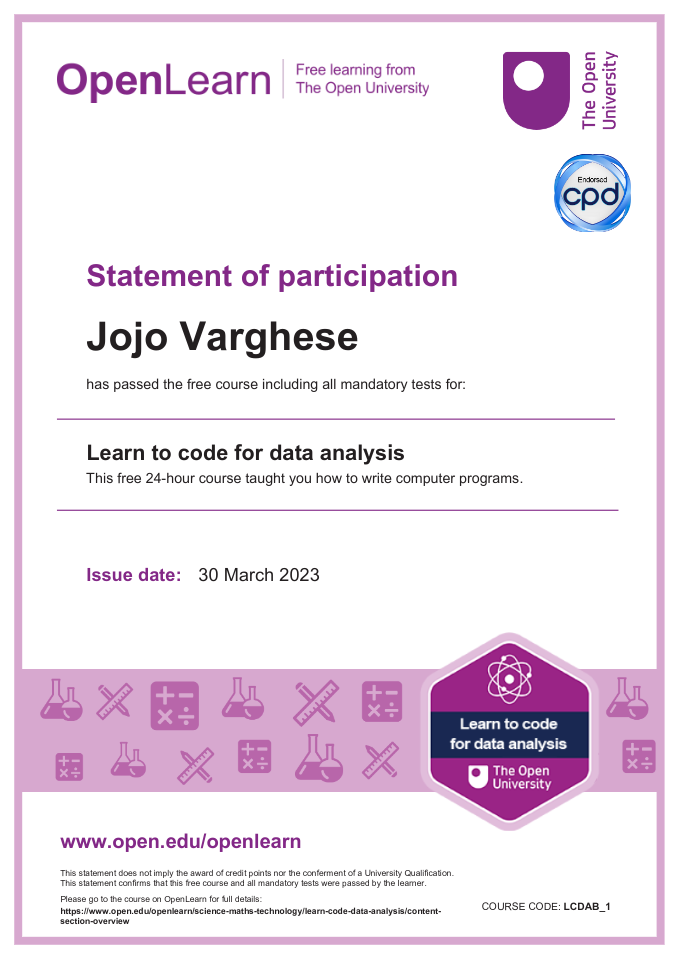 OpenLearn
Free learning from
The Open University
The Open
University
Endorsed
cpd
Statement of participation
Jojo Varghese
has passed the free course including all mandatory tests for:
Learn to code for data analysis
This free 24-hour course taught you how to write computer programs.
Issue date: 30 March 2023
Learn to code
for data analysis
The Open
University
www.open.edu/openlearn
This statement does not imply the award of credit points nor the conferment of a University Qualification.
This statement confirms that this free course and all mandatory tests were passed by the learner.
Please go to the course on OpenLearn for full details:
https://www.open.edu/openlearn/science-maths-technology/learn-code-data-analysis/content-
section-overview
COURSE CODE: LCDAB_1